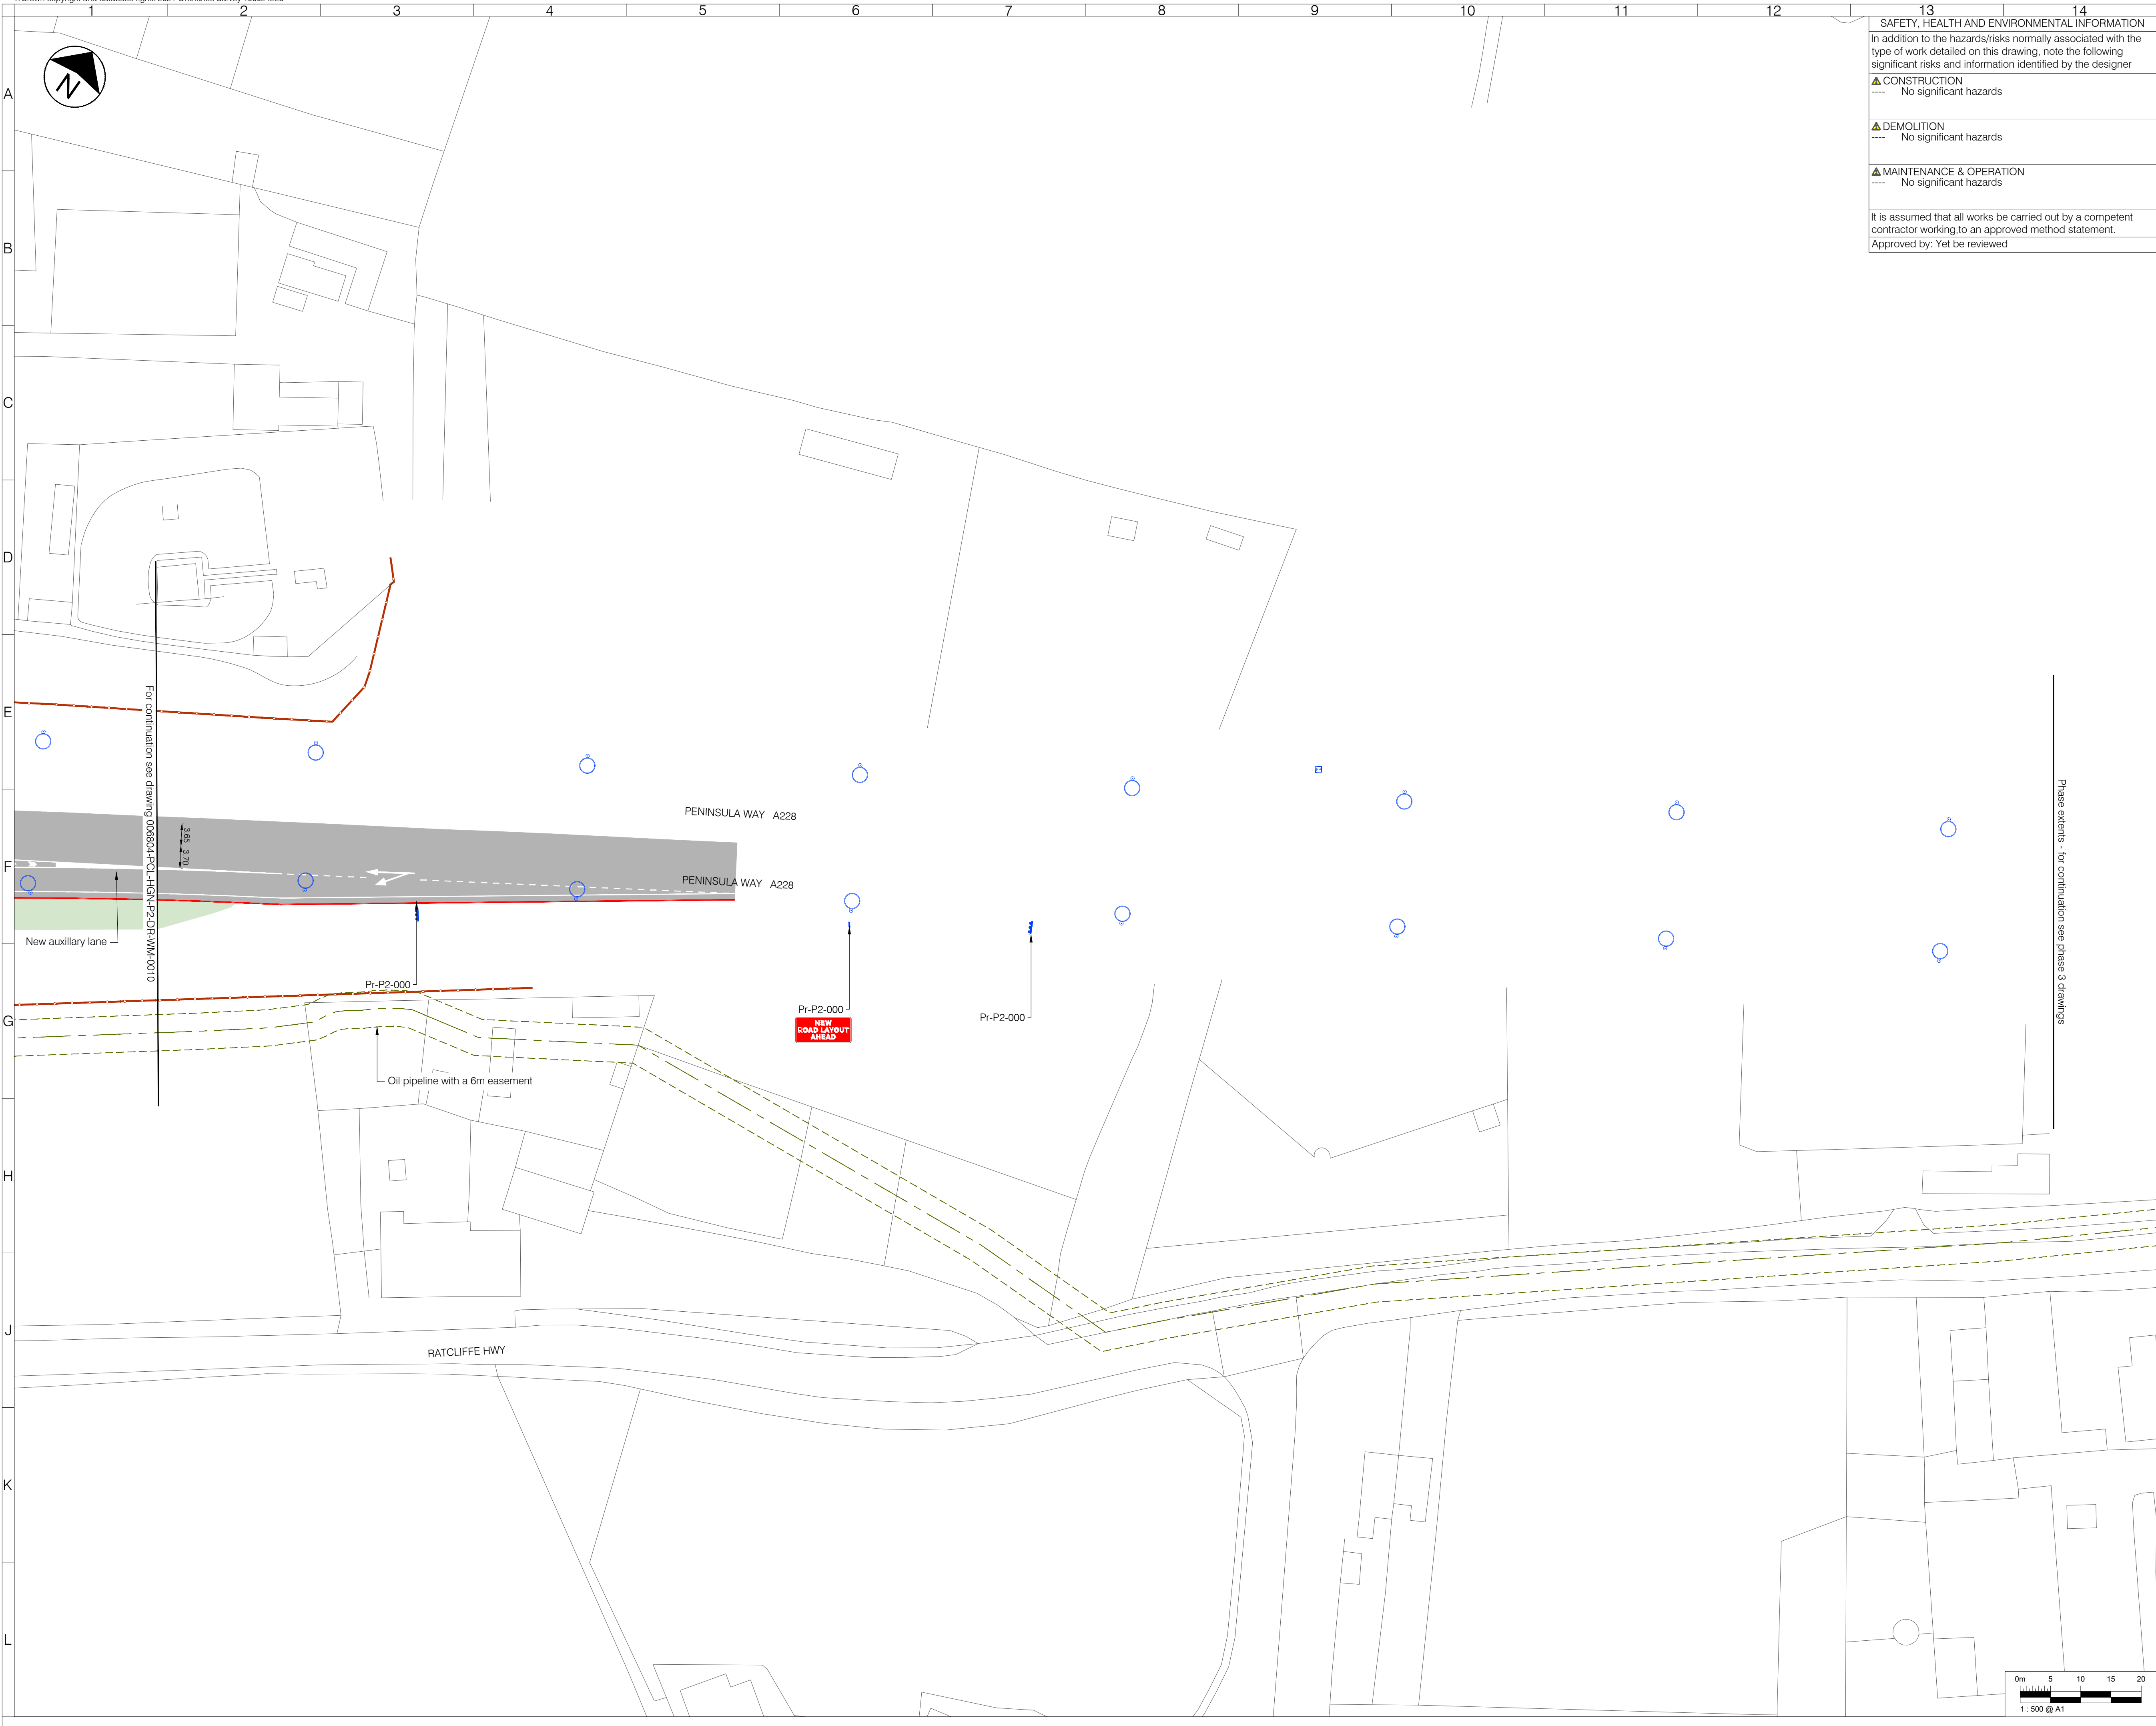 1 2 3 4 5 6 7 8 9 10 11 12 13 14
A
B
C
D
E
F
G
H
J
K
L
N
SAFETY, HEALTH AND ENVIRONMENTAL INFORMATION
In addition to the hazards/risks normally associated with the
type of work detailed on this drawing, note the following
significant risks and information identified by the designer
CONSTRUCTION
---- No significant hazards
DEMOLITION
---- No significant hazards
MAINTENANCE & OPERATION
---- No significant hazards
It is assumed that all works be carried out by a competent
contractor working,to an approved method statement.
Approved by: Yet be reviewed
For continuation see drawing 006804-PCL-HGN-P2-DR-WM-0010
3.65
3.70
PENINSULA WAY A228
PENINSULA WAY A228
New auxillary lane
Pr-P2-000
Pr-P2-000
NEW
ROAD LAYOUT
AHEAD
Pr-P2-000
Oil pipeline with a 6m easement
Phase extents - for continuation see phase 3 drawings
RATCLIFFE HWY
0m 5 10 15 20
1 : 500 @ A1